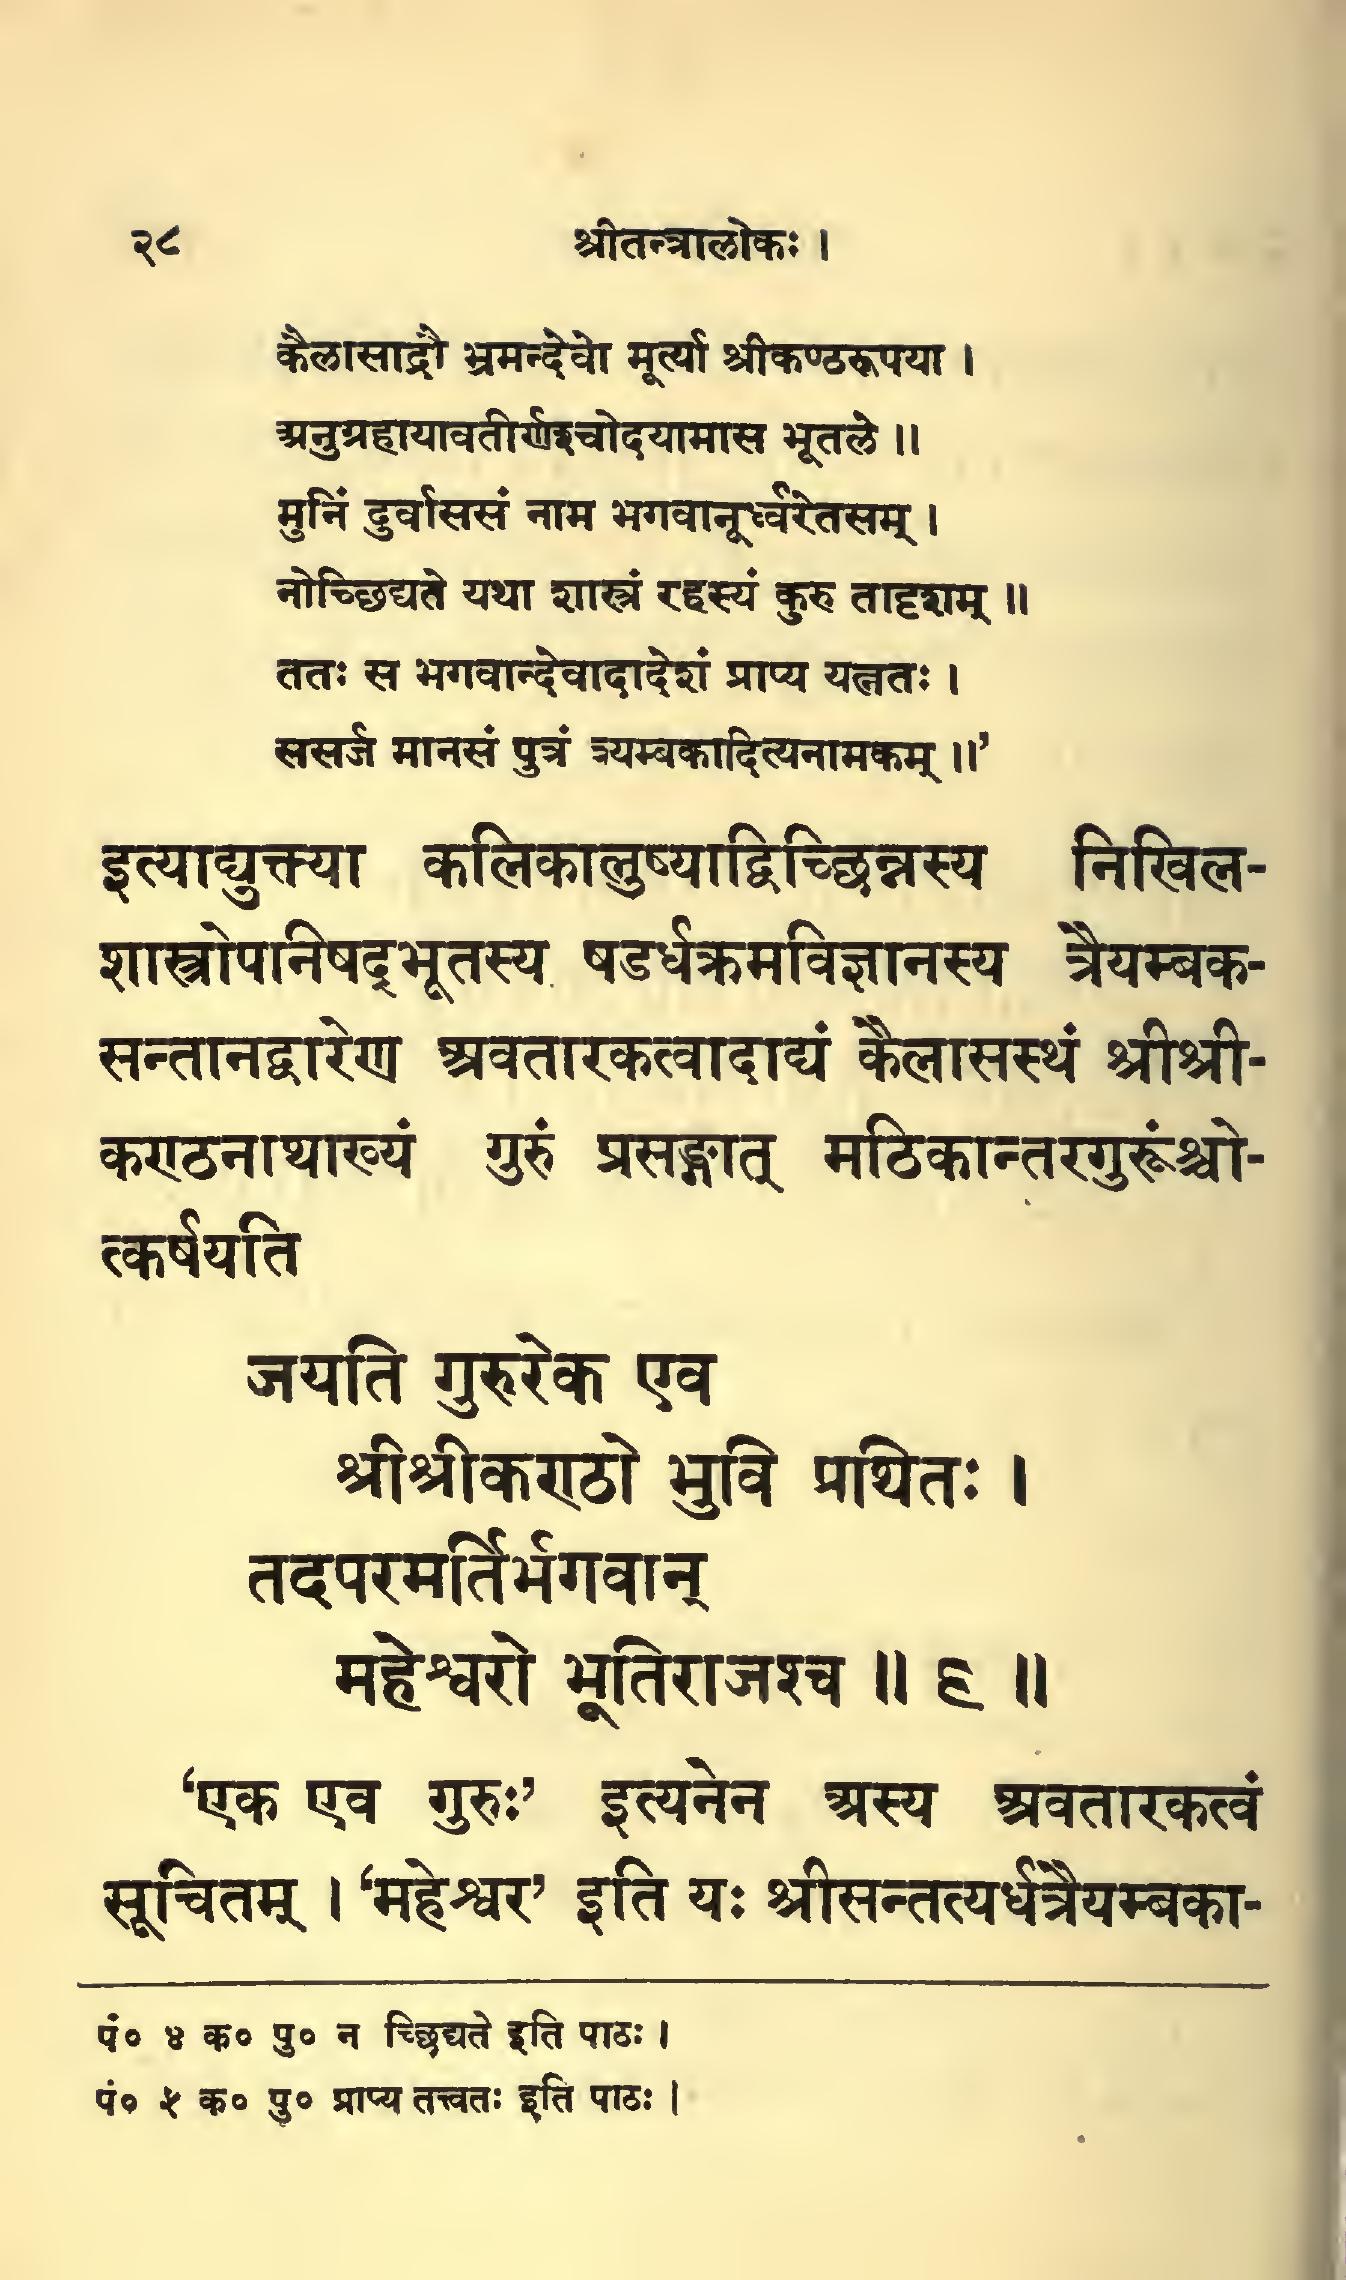 २८ श्रीतन्त्रालोकः ।
कैलासाद्रौ भ्रमन्देवो मूर्त्या श्रीकण्ठरूपया ।
अनुग्रहायावतीर्णश्चोदयामास भूतले ॥
मुनिं दुर्वाससं नाम भगवानूर्ध्वरेतसम् ।
नोच्छिद्यते यथा शास्त्रं रहस्यं कुरु तादृशम् ॥
ततः स भगवान्देवादादेशं प्राप्य यत्नतः ।
ससर्ज मानसं पुत्रं त्र्यम्बकादित्यनामकम् ॥’
इत्याद्युक्त्या कलिकालुष्याद्विच्छिन्नस्य निखिल-
शास्त्रोपनिषद्भूतस्य षडर्धक्रमविज्ञानस्य त्रैयम्बक-
सन्तानद्वारेण अवतारकत्वादाद्यं कैलासस्थं श्रीश्री-
कण्ठनाथाख्यं गुरुं प्रसङ्गात् मठिकान्तरगुरूंश्चो-
त्कर्षयति
जयति गुरुरेक एव
श्रीश्रीकण्ठो भुवि प्रथितः ।
तदपरमर्तिर्भगवान्
महेश्वरो भूतिराजश्च ॥ ९ ॥
‘एक एव गुरुः’ इत्यनेन अस्य अवतारकत्वं
सूचितम् । ‘महेश्वर’ इति यः श्रीसन्तत्यर्धत्रैयम्बका-
पं० ४ क० पु० न च्छिद्यते इति पाठः ।
पं० ५ क० पु० प्राप्य तत्त्वतः इति पाठः ।